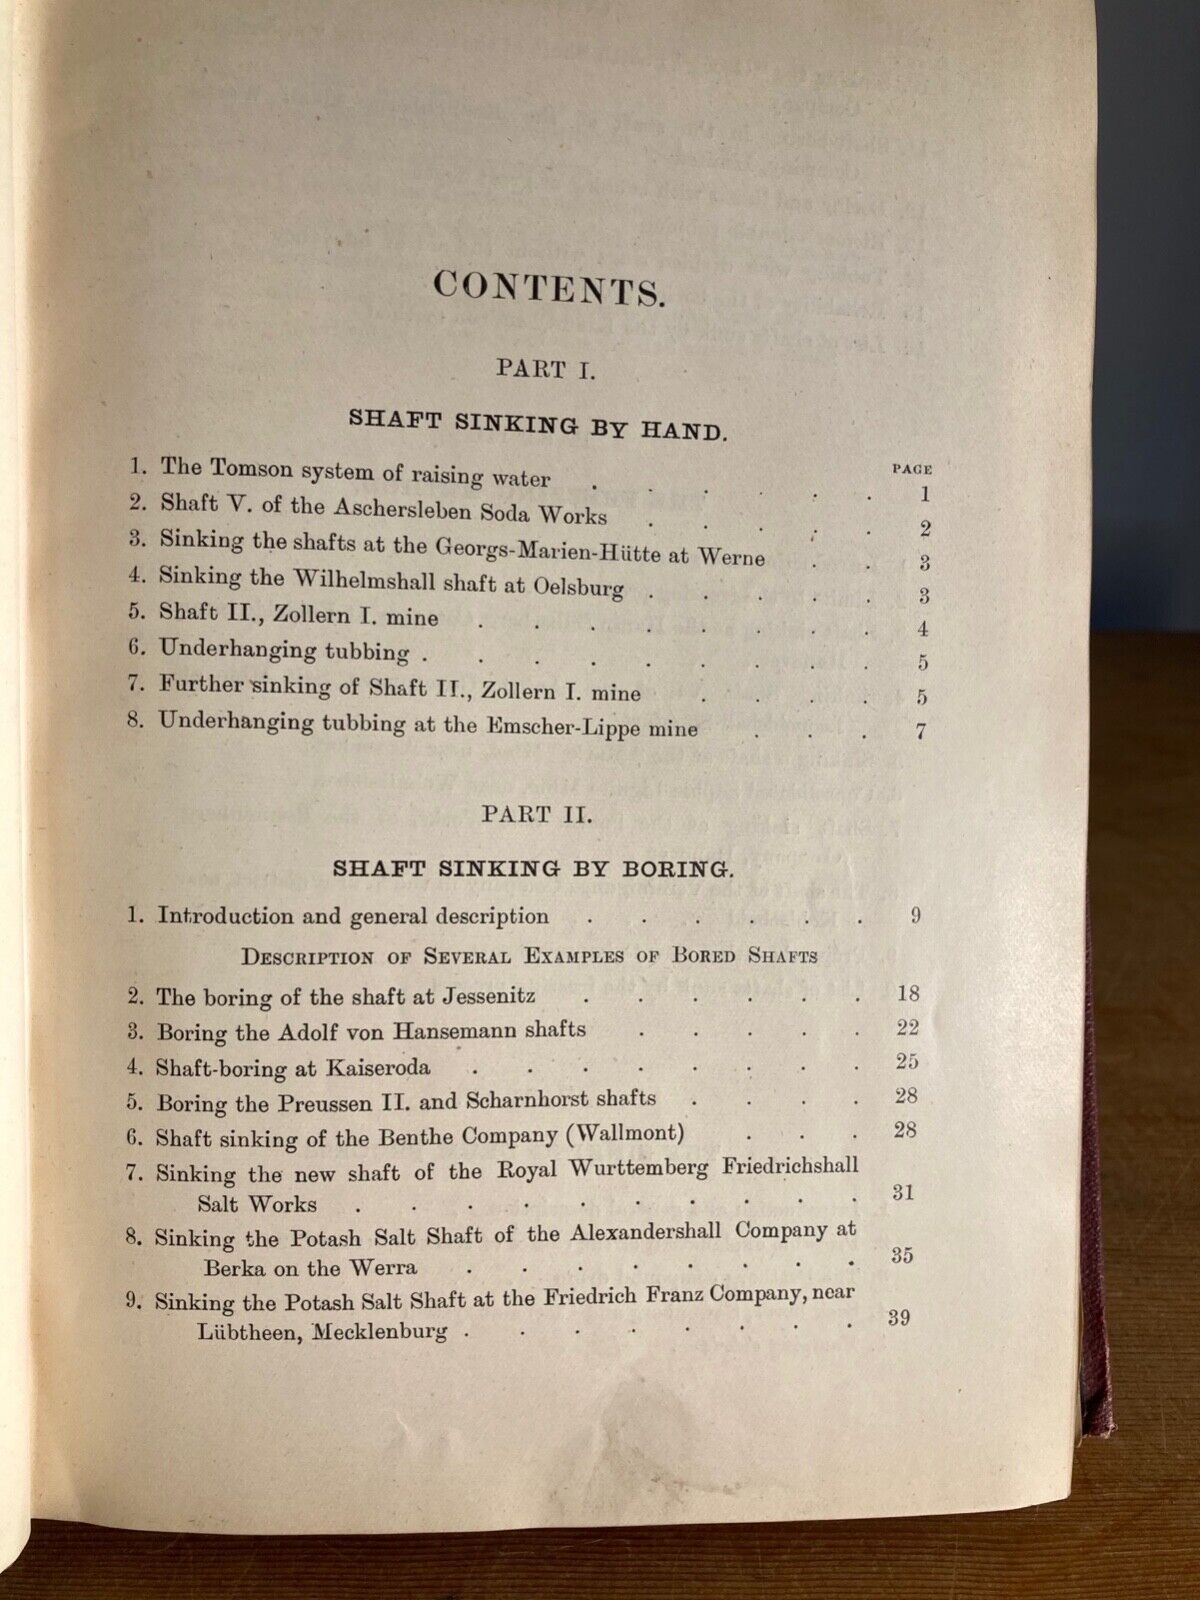 CONTENTS.
PART I.
SHAFT SINKING BY HAND.
PAGE
1. The Tomson system of raising water . . . . . . 1
2. Shaft V. of the Aschersleben Soda Works . . . . . 2
3. Sinking the shafts at the Georgs-Marien-Hütte at Werne . . 3
4. Sinking the Wilhelmshall shaft at Oelsburg . . . . . 3
5. Shaft II., Zollern I. mine . . . . . . . . 4
6. Underhanging tubbing . . . . . . . . . 5
7. Further sinking of Shaft II., Zollern I. mine . . . . 5
8. Underhanging tubbing at the Emscher-Lippe mine . . . 7
PART II.
SHAFT SINKING BY BORING.
1. Introduction and general description . . . . . . 9
DESCRIPTION OF SEVERAL EXAMPLES OF BORED SHAFTS
2. The boring of the shaft at Jessenitz . . . . . . 18
3. Boring the Adolf von Hansemann shafts . . . . . 22
4. Shaft-boring at Kaiseroda . . . . . . . . 25
5. Boring the Preussen II. and Scharnhorst shafts . . . . 28
6. Shaft sinking of the Benthe Company (Wallmont) . . . 28
7. Sinking the new shaft of the Royal Wurttemberg Friedrichshall
Salt Works . . . . . . . . . . 31
8. Sinking the Potash Salt Shaft of the Alexandershall Company at
Berka on the Werra . . . . . . . . 35
9. Sinking the Potash Salt Shaft at the Friedrich Franz Company, near
Lübtheen, Mecklenburg . . . . . . . . 39